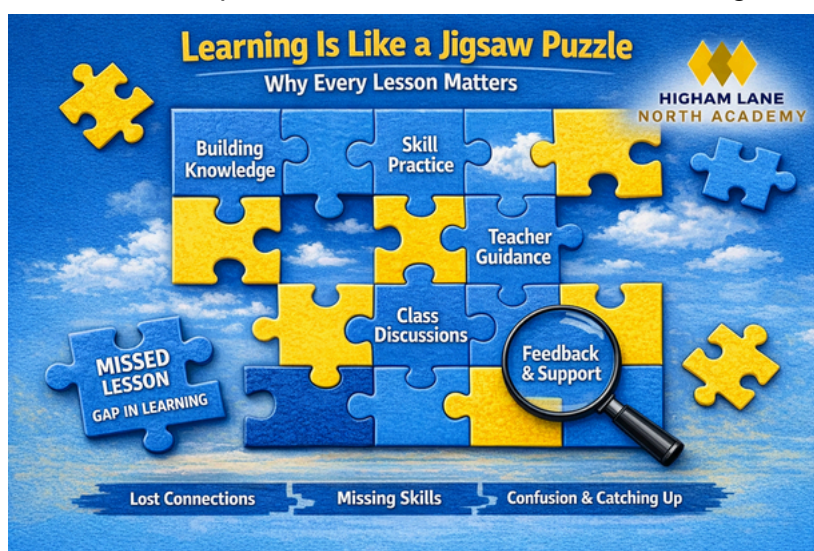 Learning Is Like a Jigsaw Puzzle
Why Every Lesson Matters
HIGHAM LANE
NORTH ACADEMY
Building
Knowledge
Skill
Practice
Teacher
Guidance
Class
Discussions
Feedback
& Support
MISSED
LESSON
GAP IN LEARNING
Lost Connections
Missing Skills
Confusion & Catching Up